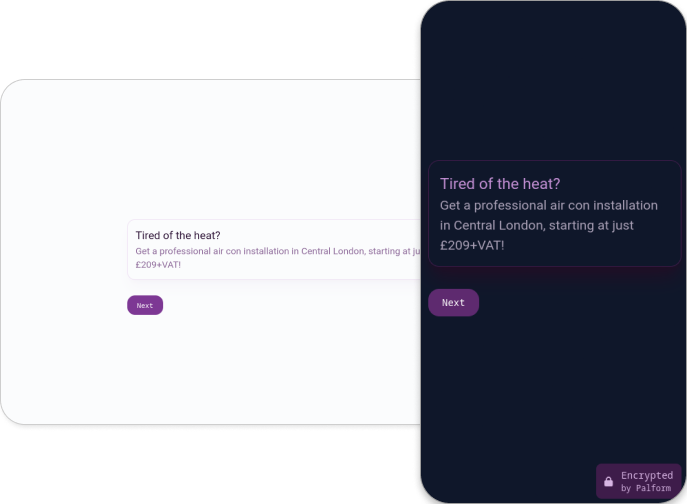 Tired of the heat?
Get a professional air con installation in Central London, starting at ju
£209+VAT!
Next
Tired of the heat?
Get a professional air con installation
in Central London, starting at just
£209+VAT!
Next
Encrypted
by Palform